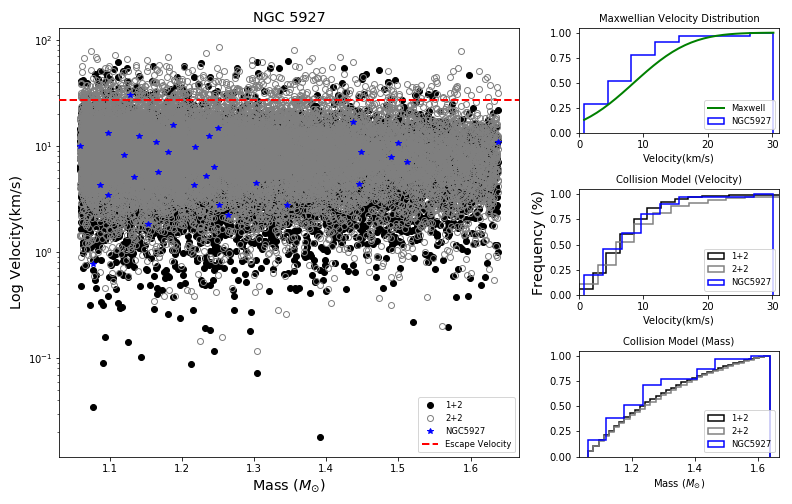 NGC 5927
Log Velocity(km/s)
10²
10¹
10⁰
10⁻¹
1+2
2+2
NGC5927
Escape Velocity
1.1 1.2 1.3 1.4 1.5 1.6
Mass (M⊙)
Frequency (%)
Maxwellian Velocity Distribution
1.00
0.75
0.50
0.25
0.00
Maxwell
NGC5927
0 10 20 30
Velocity(km/s)
Collision Model (Velocity)
1.00
0.75
0.50
0.25
0.00
1+2
2+2
NGC5927
0 10 20 30
Velocity(km/s)
Collision Model (Mass)
1.00
0.75
0.50
0.25
0.00
1+2
2+2
NGC5927
1.2 1.4 1.6
Mass (M⊙)